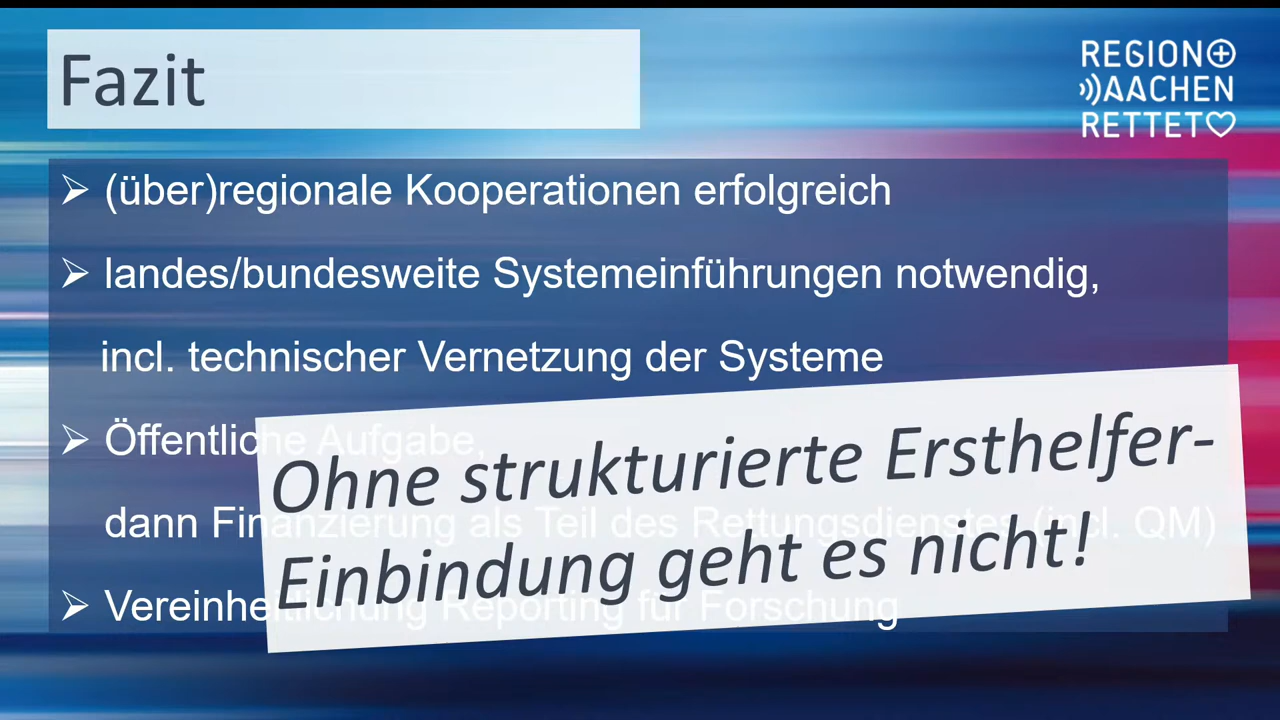 Fazit
REGION
AACHEN
RETTET
➢ (über)regionale Kooperationen erfolgreich
➢ landes/bundesweite Systemeinführungen notwendig,
incl. technischer Vernetzung der Systeme
➢ Öffentliche Aufgabe,
dann Finanzierung als Teil des Rettungsdienstes (incl. QM)
➢ Vereinheitlichung Reporting für Forschung
Ohne strukturierte Ersthelfer-
Einbindung geht es nicht!